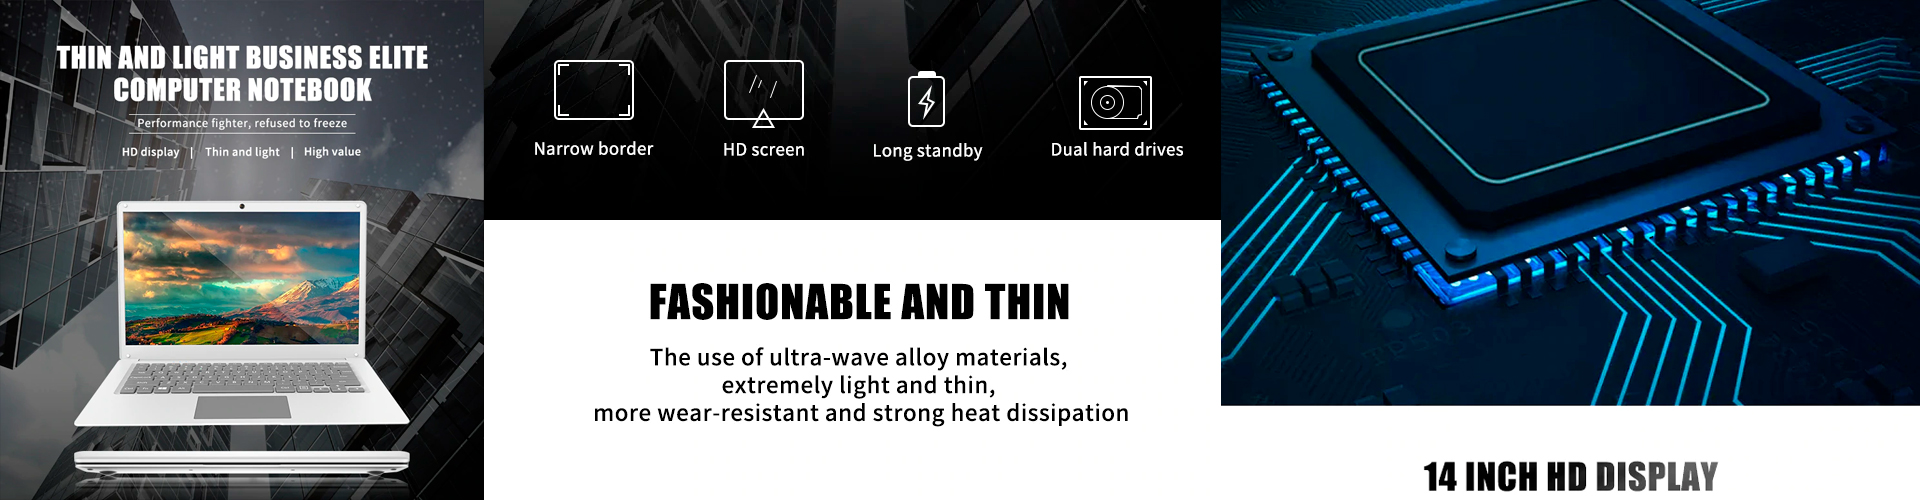 THIN AND LIGHT BUSINESS ELITE
COMPUTER NOTEBOOK
Performance fighter, refused to freeze
HD display | Thin and light | High value
Narrow border
HD screen
Long standby
Dual hard drives
FASHIONABLE AND THIN
The use of ultra-wave alloy materials,
extremely light and thin,
more wear-resistant and strong heat dissipation
14 INCH HD DISPLAY